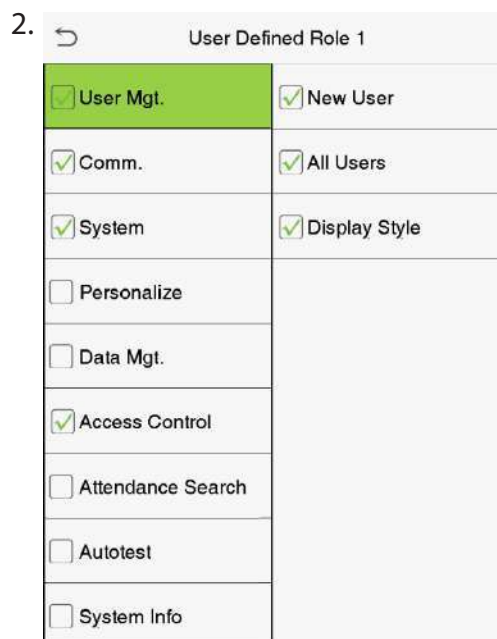 2.
User Defined Role 1
User Mgt.
New User
Comm.
All Users
System
Display Style
Personalize
Data Mgt.
Access Control
Attendance Search
Autotest
System Info